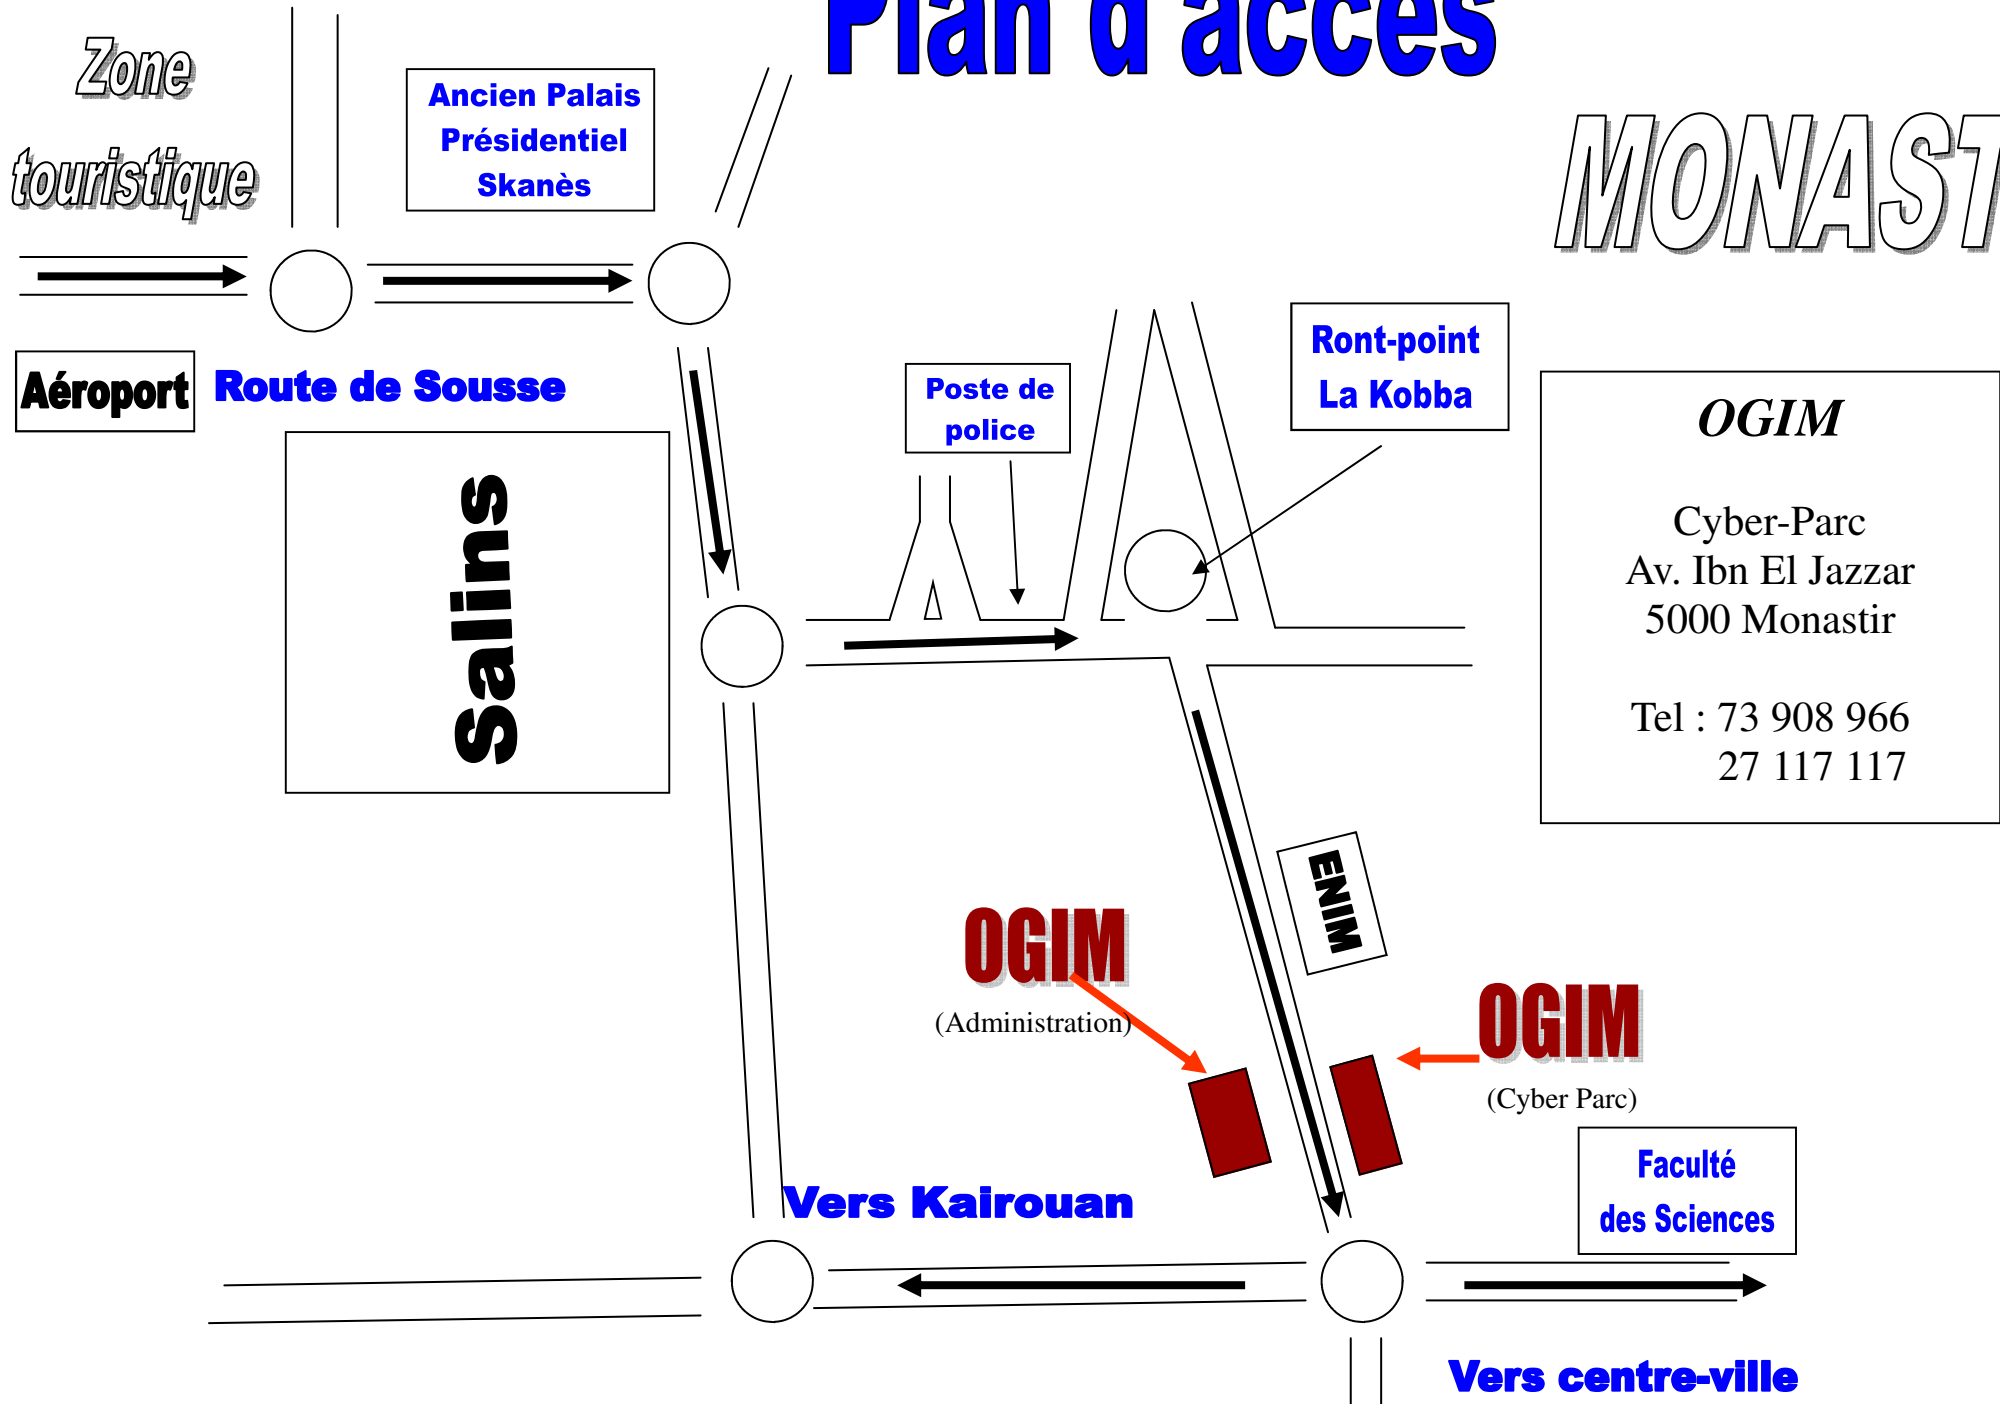 Plan d'accès
Zone
touristique
Ancien Palais
Présidentiel
Skanès
MONAST
Aéroport
Route de Sousse
Poste de
police
Ront-point
La Kobba
OGIM
Cyber-Parc
Av. Ibn El Jazzar
5000 Monastir
Tel : 73 908 966
27 117 117
Salins
ENIM
OGIM
(Administration)
OGIM
(Cyber Parc)
Faculté
des Sciences
Vers Kairouan
Vers centre-ville